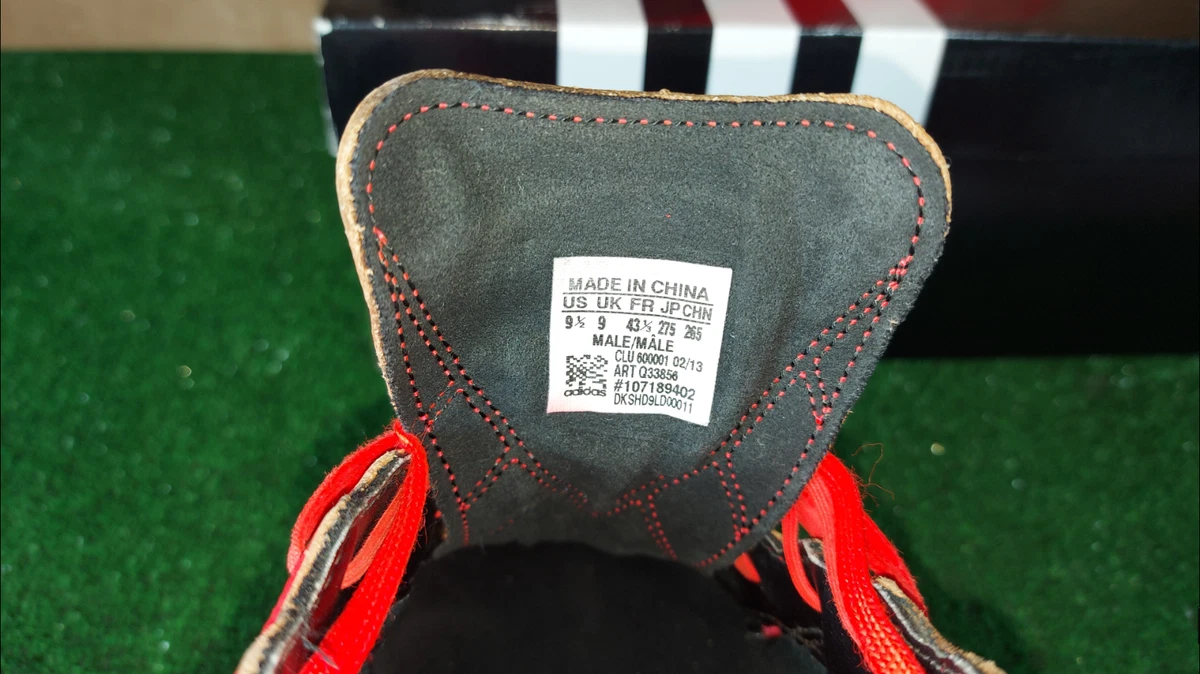 MADE IN CHINA
US UK FR JP CHN
9½ 9 43⅓ 275 265
MALE/MÂLE
CLU 600001 02/13
ART Q33856
#107189402
adidas
DKSHD9LD00011